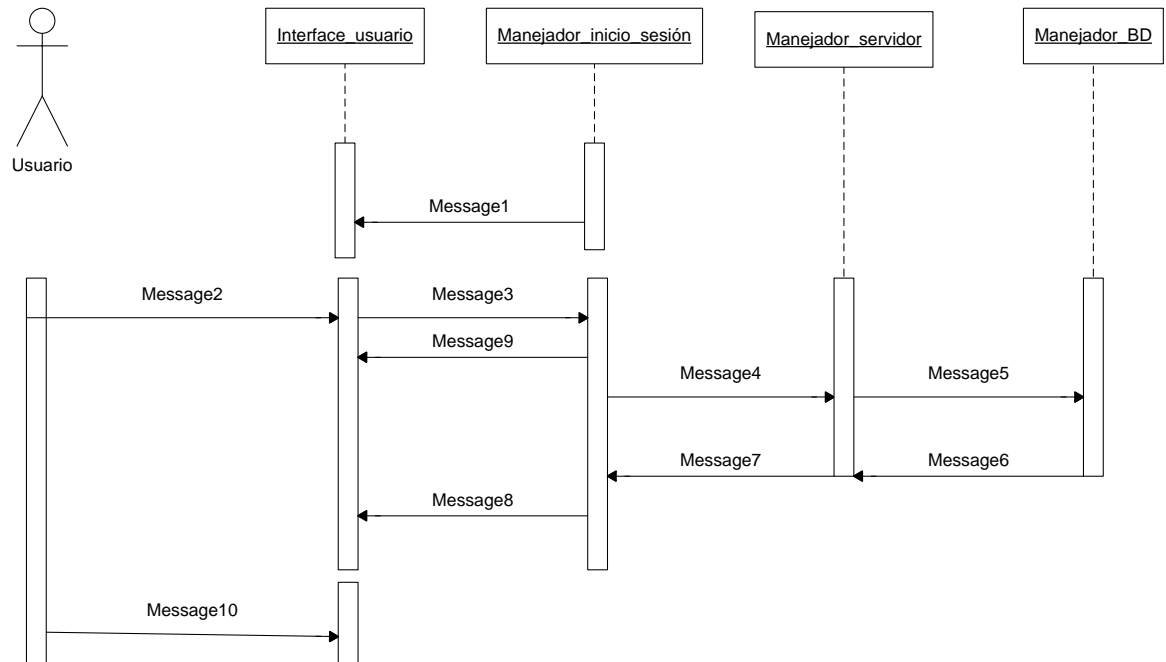 Interface_usuario
Manejador_inicio_sesión
Manejador_servidor
Manejador_BD
Usuario
Message1
Message2
Message3
Message9
Message4
Message5
Message7
Message6
Message8
Message10